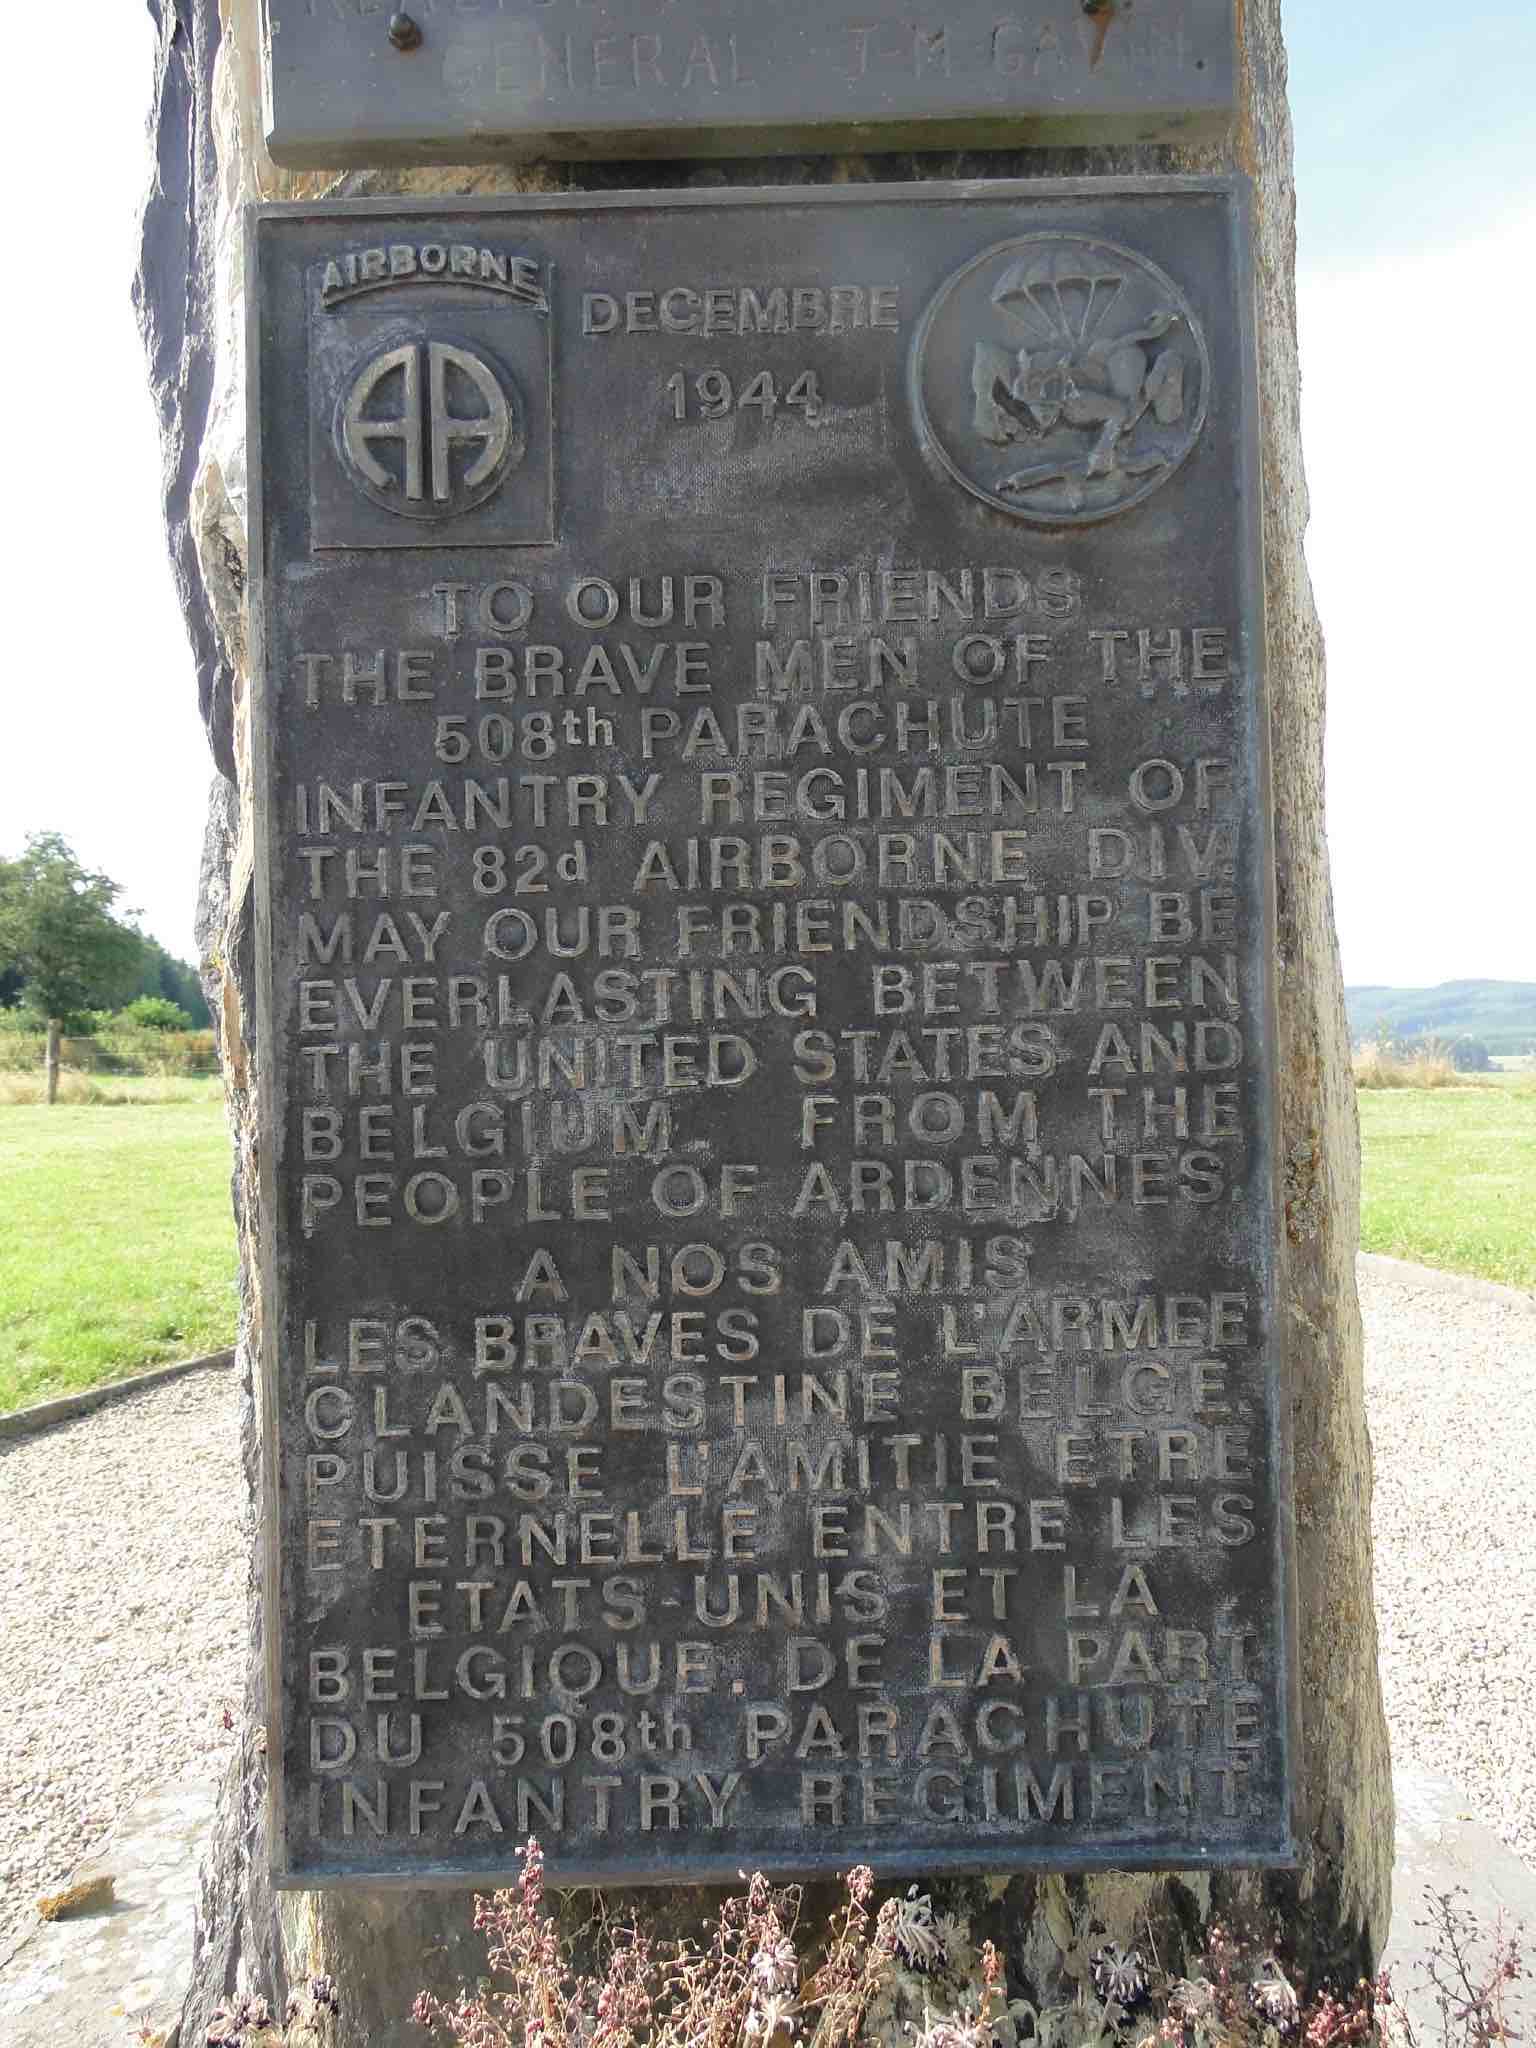 GENERAL J-M GAVIN.
AIRBORNE
AA
DECEMBRE
1944
TO OUR FRIENDS
THE BRAVE MEN OF THE
508th PARACHUTE
INFANTRY REGIMENT OF
THE 82d AIRBORNE DIV.
MAY OUR FRIENDSHIP BE
EVERLASTING BETWEEN
THE UNITED STATES AND
BELGIUM. FROM THE
PEOPLE OF ARDENNES.
A NOS AMIS
LES BRAVES DE L'ARMEE
CLANDESTINE BELGE.
PUISSE L'AMITIE ETRE
ETERNELLE ENTRE LES
ETATS-UNIS ET LA
BELGIQUE. DE LA PART
DU 508th PARACHUTE
INFANTRY REGIMENT.